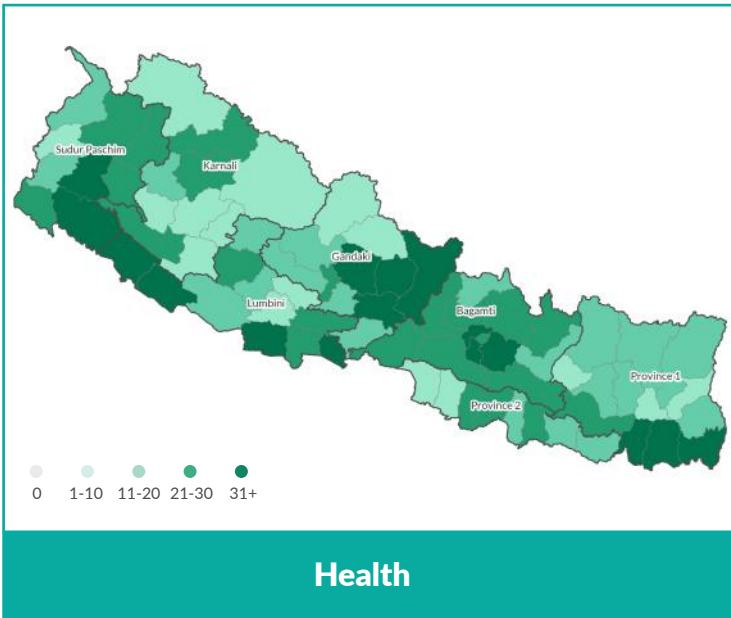 Sudur Paschim
Karnali
Gandaki
Lumbini
Bagamti
Province 1
Province 2
0 1-10 11-20 21-30 31+
Health